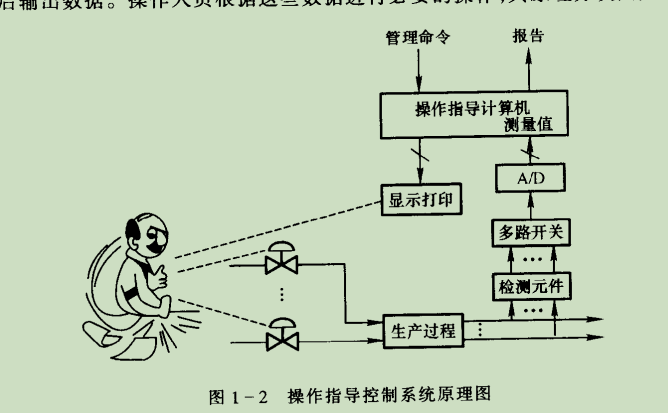 后输出数据。操作人员根据这些数据进行必要的操作,
管理命令
报告
操作指导计算机
测量值
A/D
显示打印
多路开关
...
检测元件
...
生产过程
图 1-2 操作指导控制系统原理图